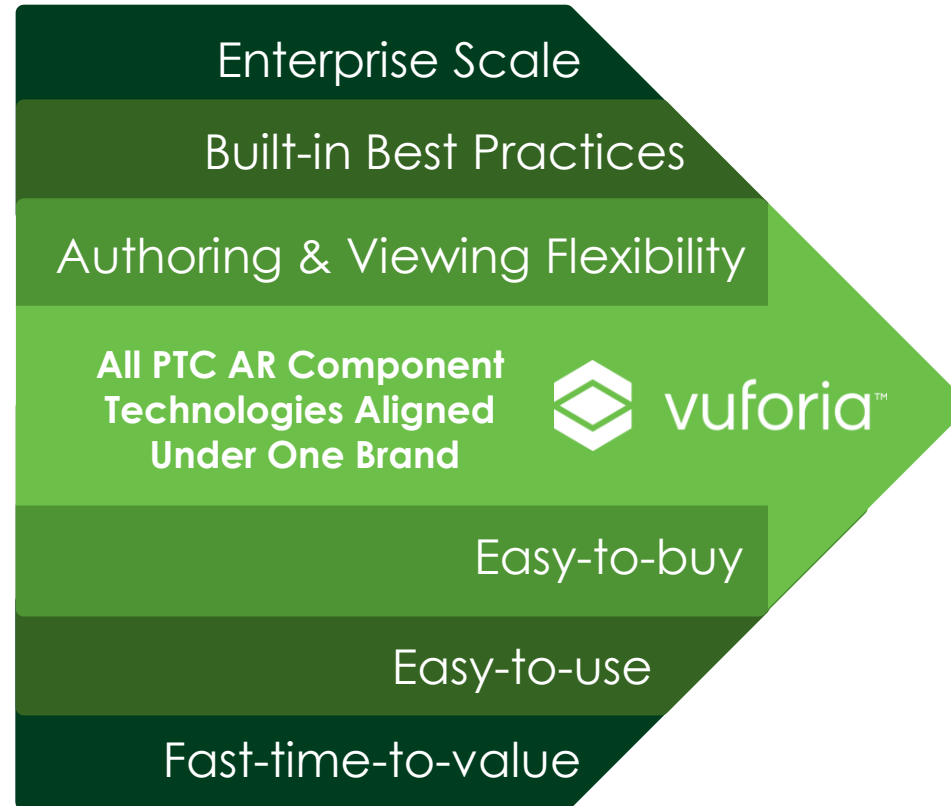 Enterprise Scale
Built-in Best Practices
Authoring & Viewing Flexibility
All PTC AR Component
Technologies Aligned
Under One Brand
vuforia™
Easy-to-buy
Easy-to-use
Fast-time-to-value